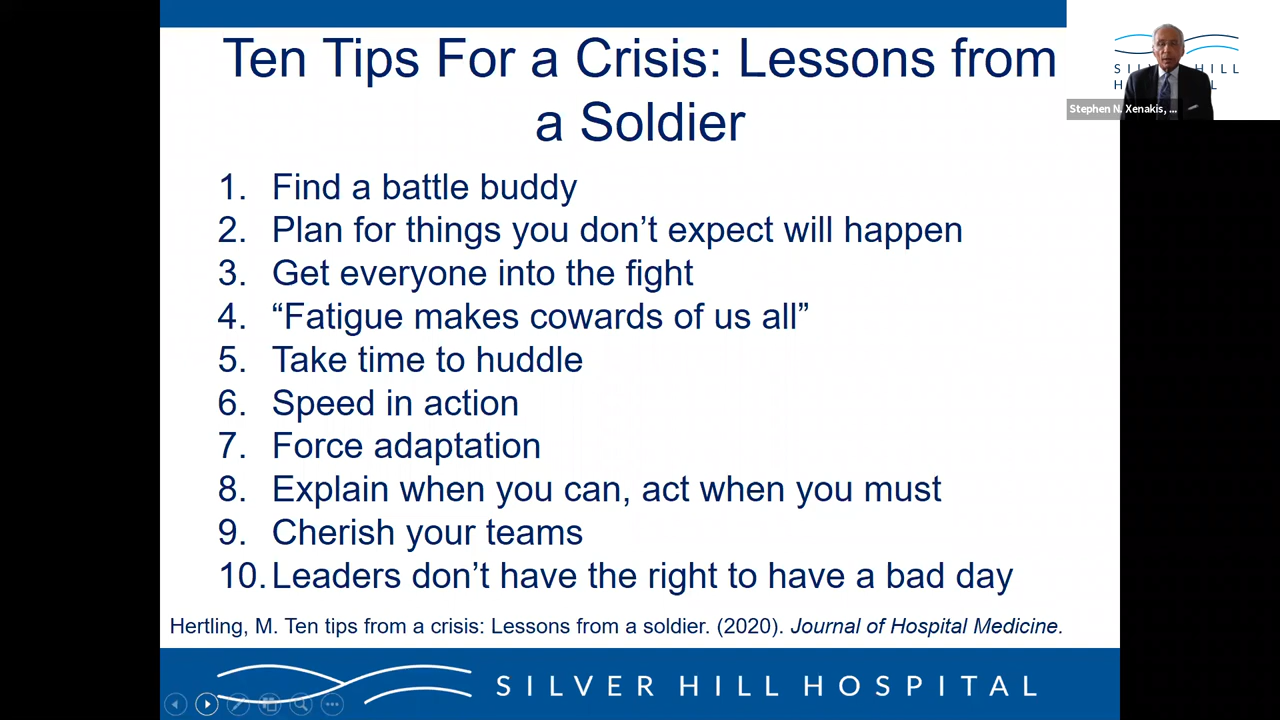 Ten Tips For a Crisis: Lessons from
a Soldier
1. Find a battle buddy
2. Plan for things you don’t expect will happen
3. Get everyone into the fight
4. “Fatigue makes cowards of us all”
5. Take time to huddle
6. Speed in action
7. Force adaptation
8. Explain when you can, act when you must
9. Cherish your teams
10. Leaders don’t have the right to have a bad day
Hertling, M. Ten tips from a crisis: Lessons from a soldier. (2020). Journal of Hospital Medicine.
SILVER HILL HOSPITAL
Stephen N. Xenakis, ...